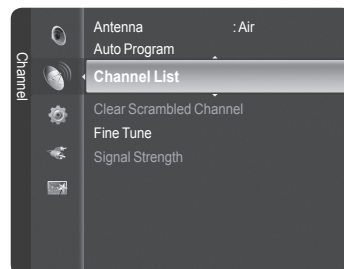 Channel
Antenna : Air
Auto Program
Channel List
Clear Scrambled Channel
Fine Tune
Signal Strength